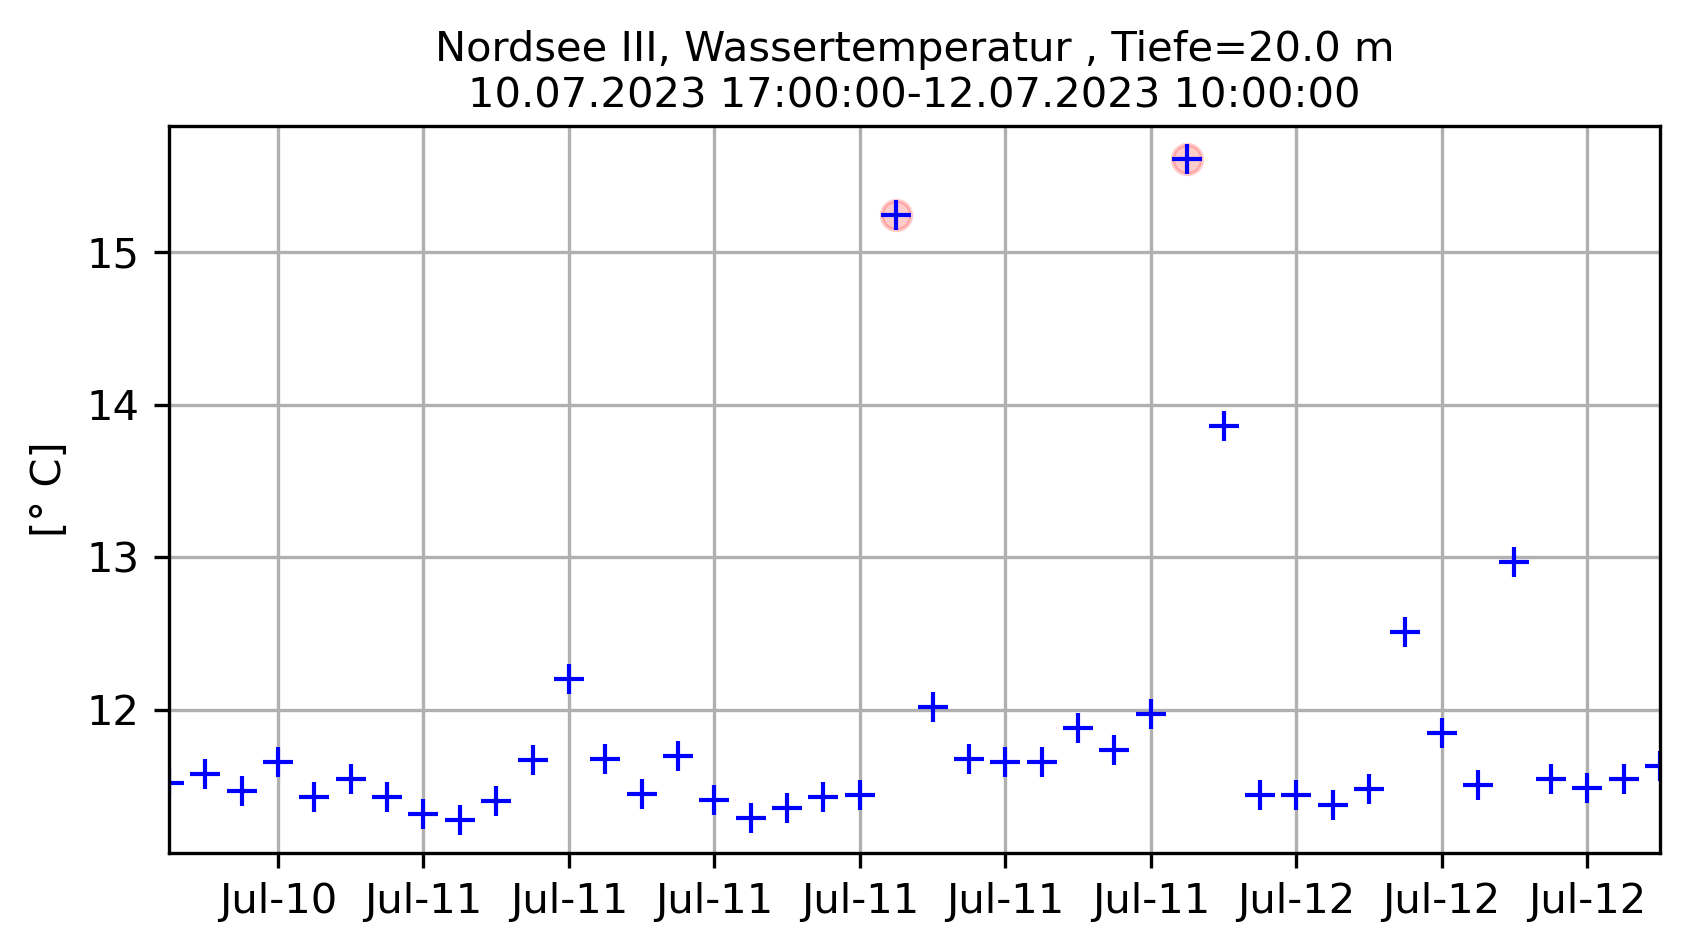 Nordsee III, Wassertemperatur , Tiefe=20.0 m
10.07.2023 17:00:00-12.07.2023 10:00:00
[° C]
15
14
13
12
Jul-10 Jul-11 Jul-11 Jul-11 Jul-11 Jul-11 Jul-11 Jul-12 Jul-12 Jul-12